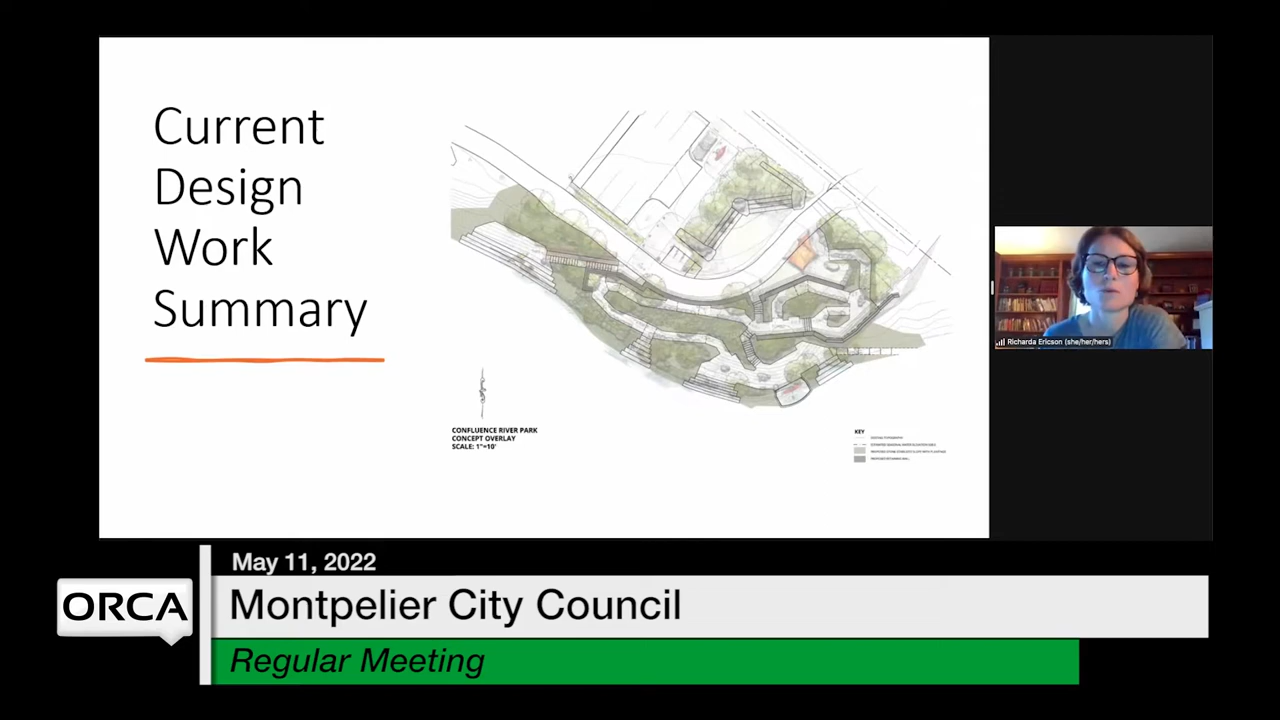 Current
Design
Work
Summary
CONFLUENCE RIVER PARK
CONCEPT OVERLAY
SCALE: 1"=10'
KEY
Richarda Ericson (she/her/hers)
May 11, 2022
ORCA
Montpelier City Council
Regular Meeting